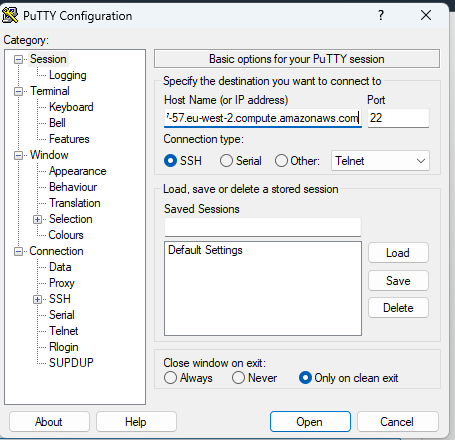 PuTTY Configuration
?
Category:
Session
Logging
Terminal
Keyboard
Bell
Features
Window
Appearance
Behaviour
Translation
Selection
Colours
Connection
Data
Proxy
SSH
Serial
Telnet
Rlogin
SUPDUP
Basic options for your PuTTY session
Specify the destination you want to connect to
Host Name (or IP address) Port
7-57.eu-west-2.compute.amazonaws.com 22
Connection type:
SSH Serial Other: Telnet
Load, save or delete a stored session
Saved Sessions
Default Settings
Load
Save
Delete
Close window on exit:
Always Never Only on clean exit
About Help Open Cancel